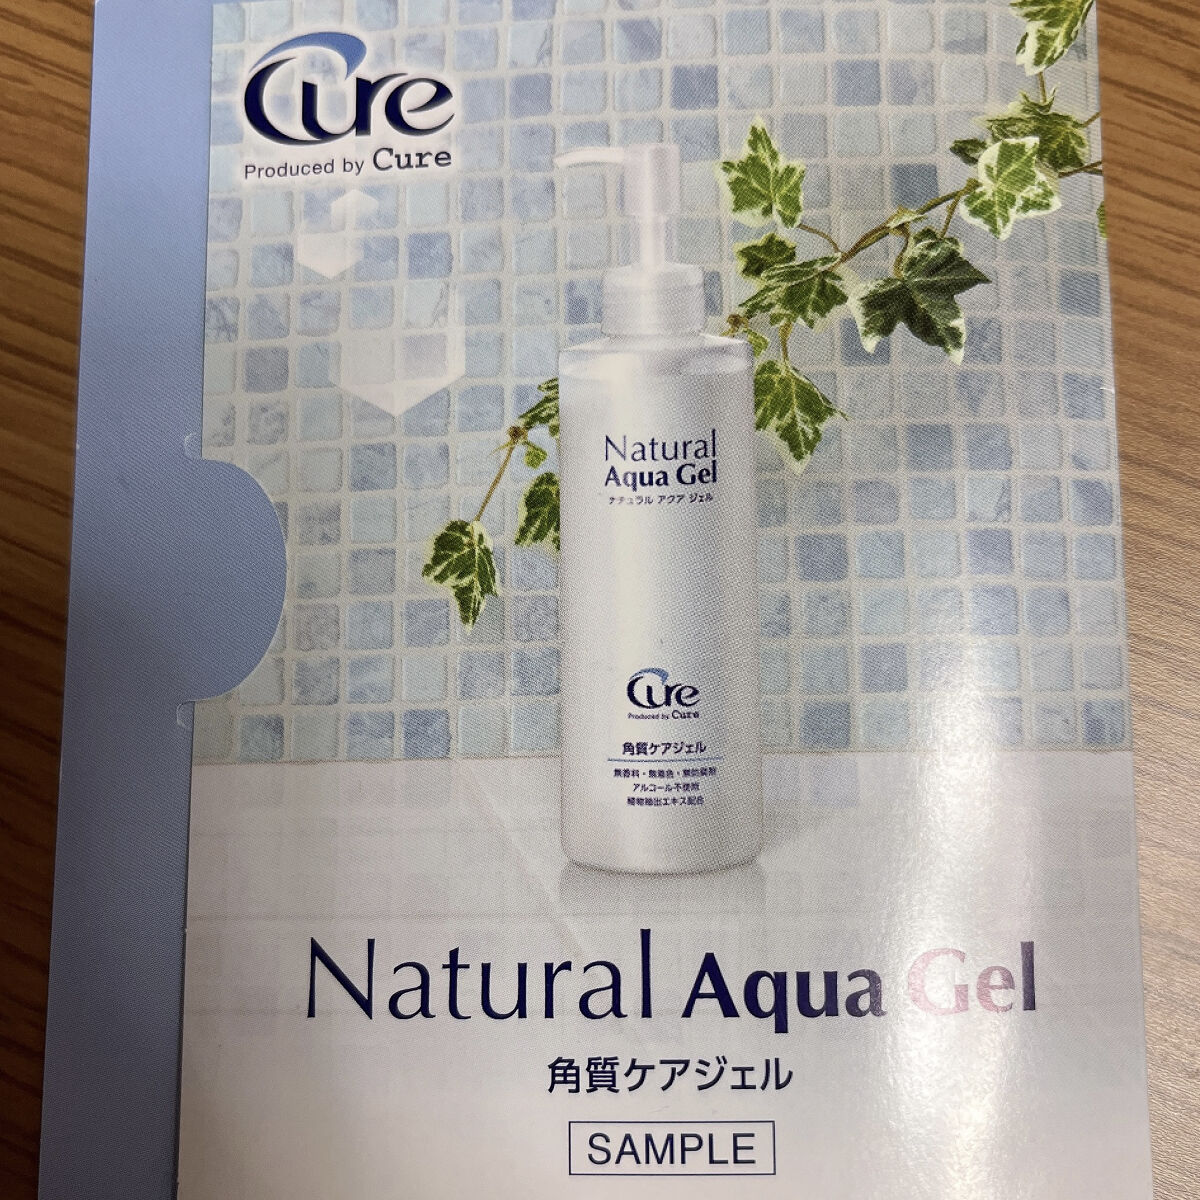 Cure
Produced by Cure
Natural
Aqua Gel
ナチュラル アクア ジェル
Cure
Produced by Cure
角質ケアジェル
無香料・無着色・無防腐剤
アルコール不使用
植物抽出エキス配合
Natural Aqua Gel
角質ケアジェル
SAMPLE